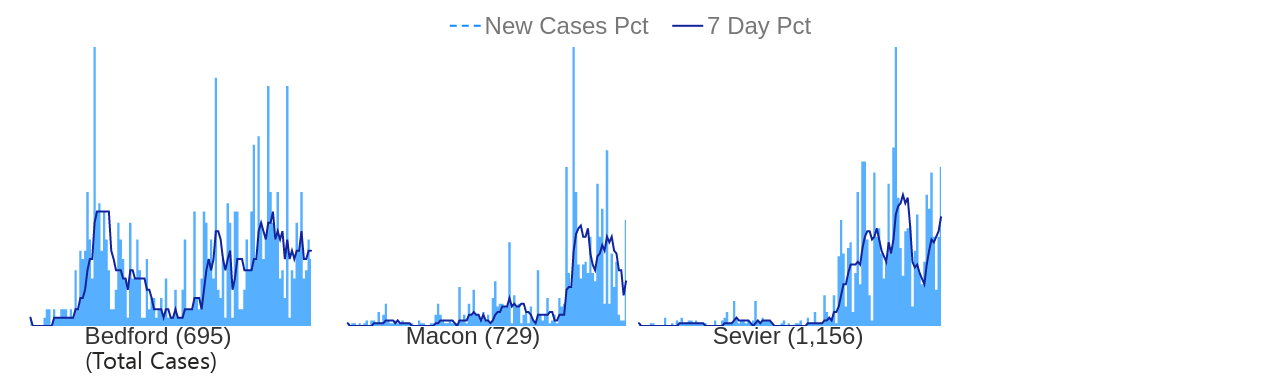 New Cases Pct 7 Day Pct
Bedford (695) Macon (729) Sevier (1,156)
(Total Cases)